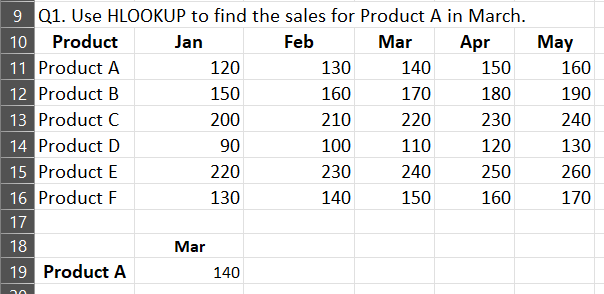 9 Q1. Use HLOOKUP to find the sales for Product A in March.
10 Product Jan Feb Mar Apr May
11 Product A 120 130 140 150 160
12 Product B 150 160 170 180 190
13 Product C 200 210 220 230 240
14 Product D 90 100 110 120 130
15 Product E 220 230 240 250 260
16 Product F 130 140 150 160 170
17
18 Mar
19 Product A 140